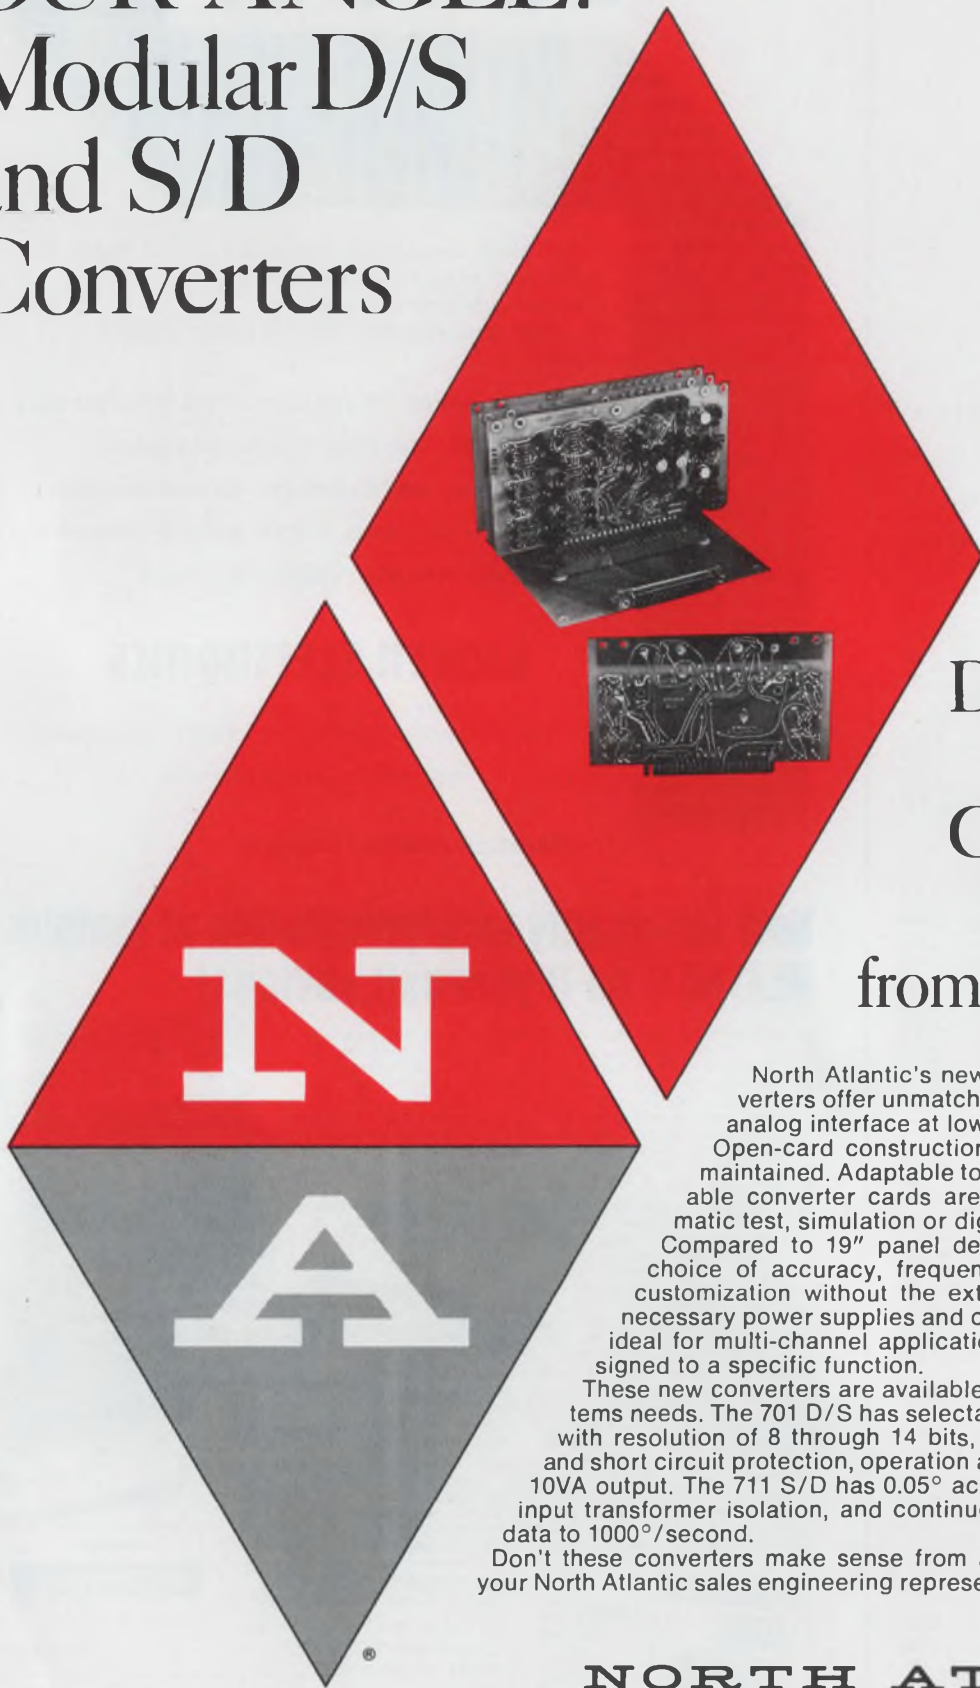 OUR ANGLE:
Modular D/S
and S/D
Converters
D
C
from
N
A
®
North Atlantic's new
verters offer unmatch
analog interface at low
Open-card construction
maintained. Adaptable to
able converter cards are
matic test, simulation or dig
Compared to 19" panel de
choice of accuracy, frequen
customization without the ext
necessary power supplies and c
ideal for multi-channel applicati
signed to a specific function.
These new converters are available
tems needs. The 701 D/S has selecta
with resolution of 8 through 14 bits,
and short circuit protection, operation a
10VA output. The 711 S/D has 0.05° ac
input transformer isolation, and continu
data to 1000°/second.
Don't these converters make sense from
your North Atlantic sales engineering represe
NORTH AT